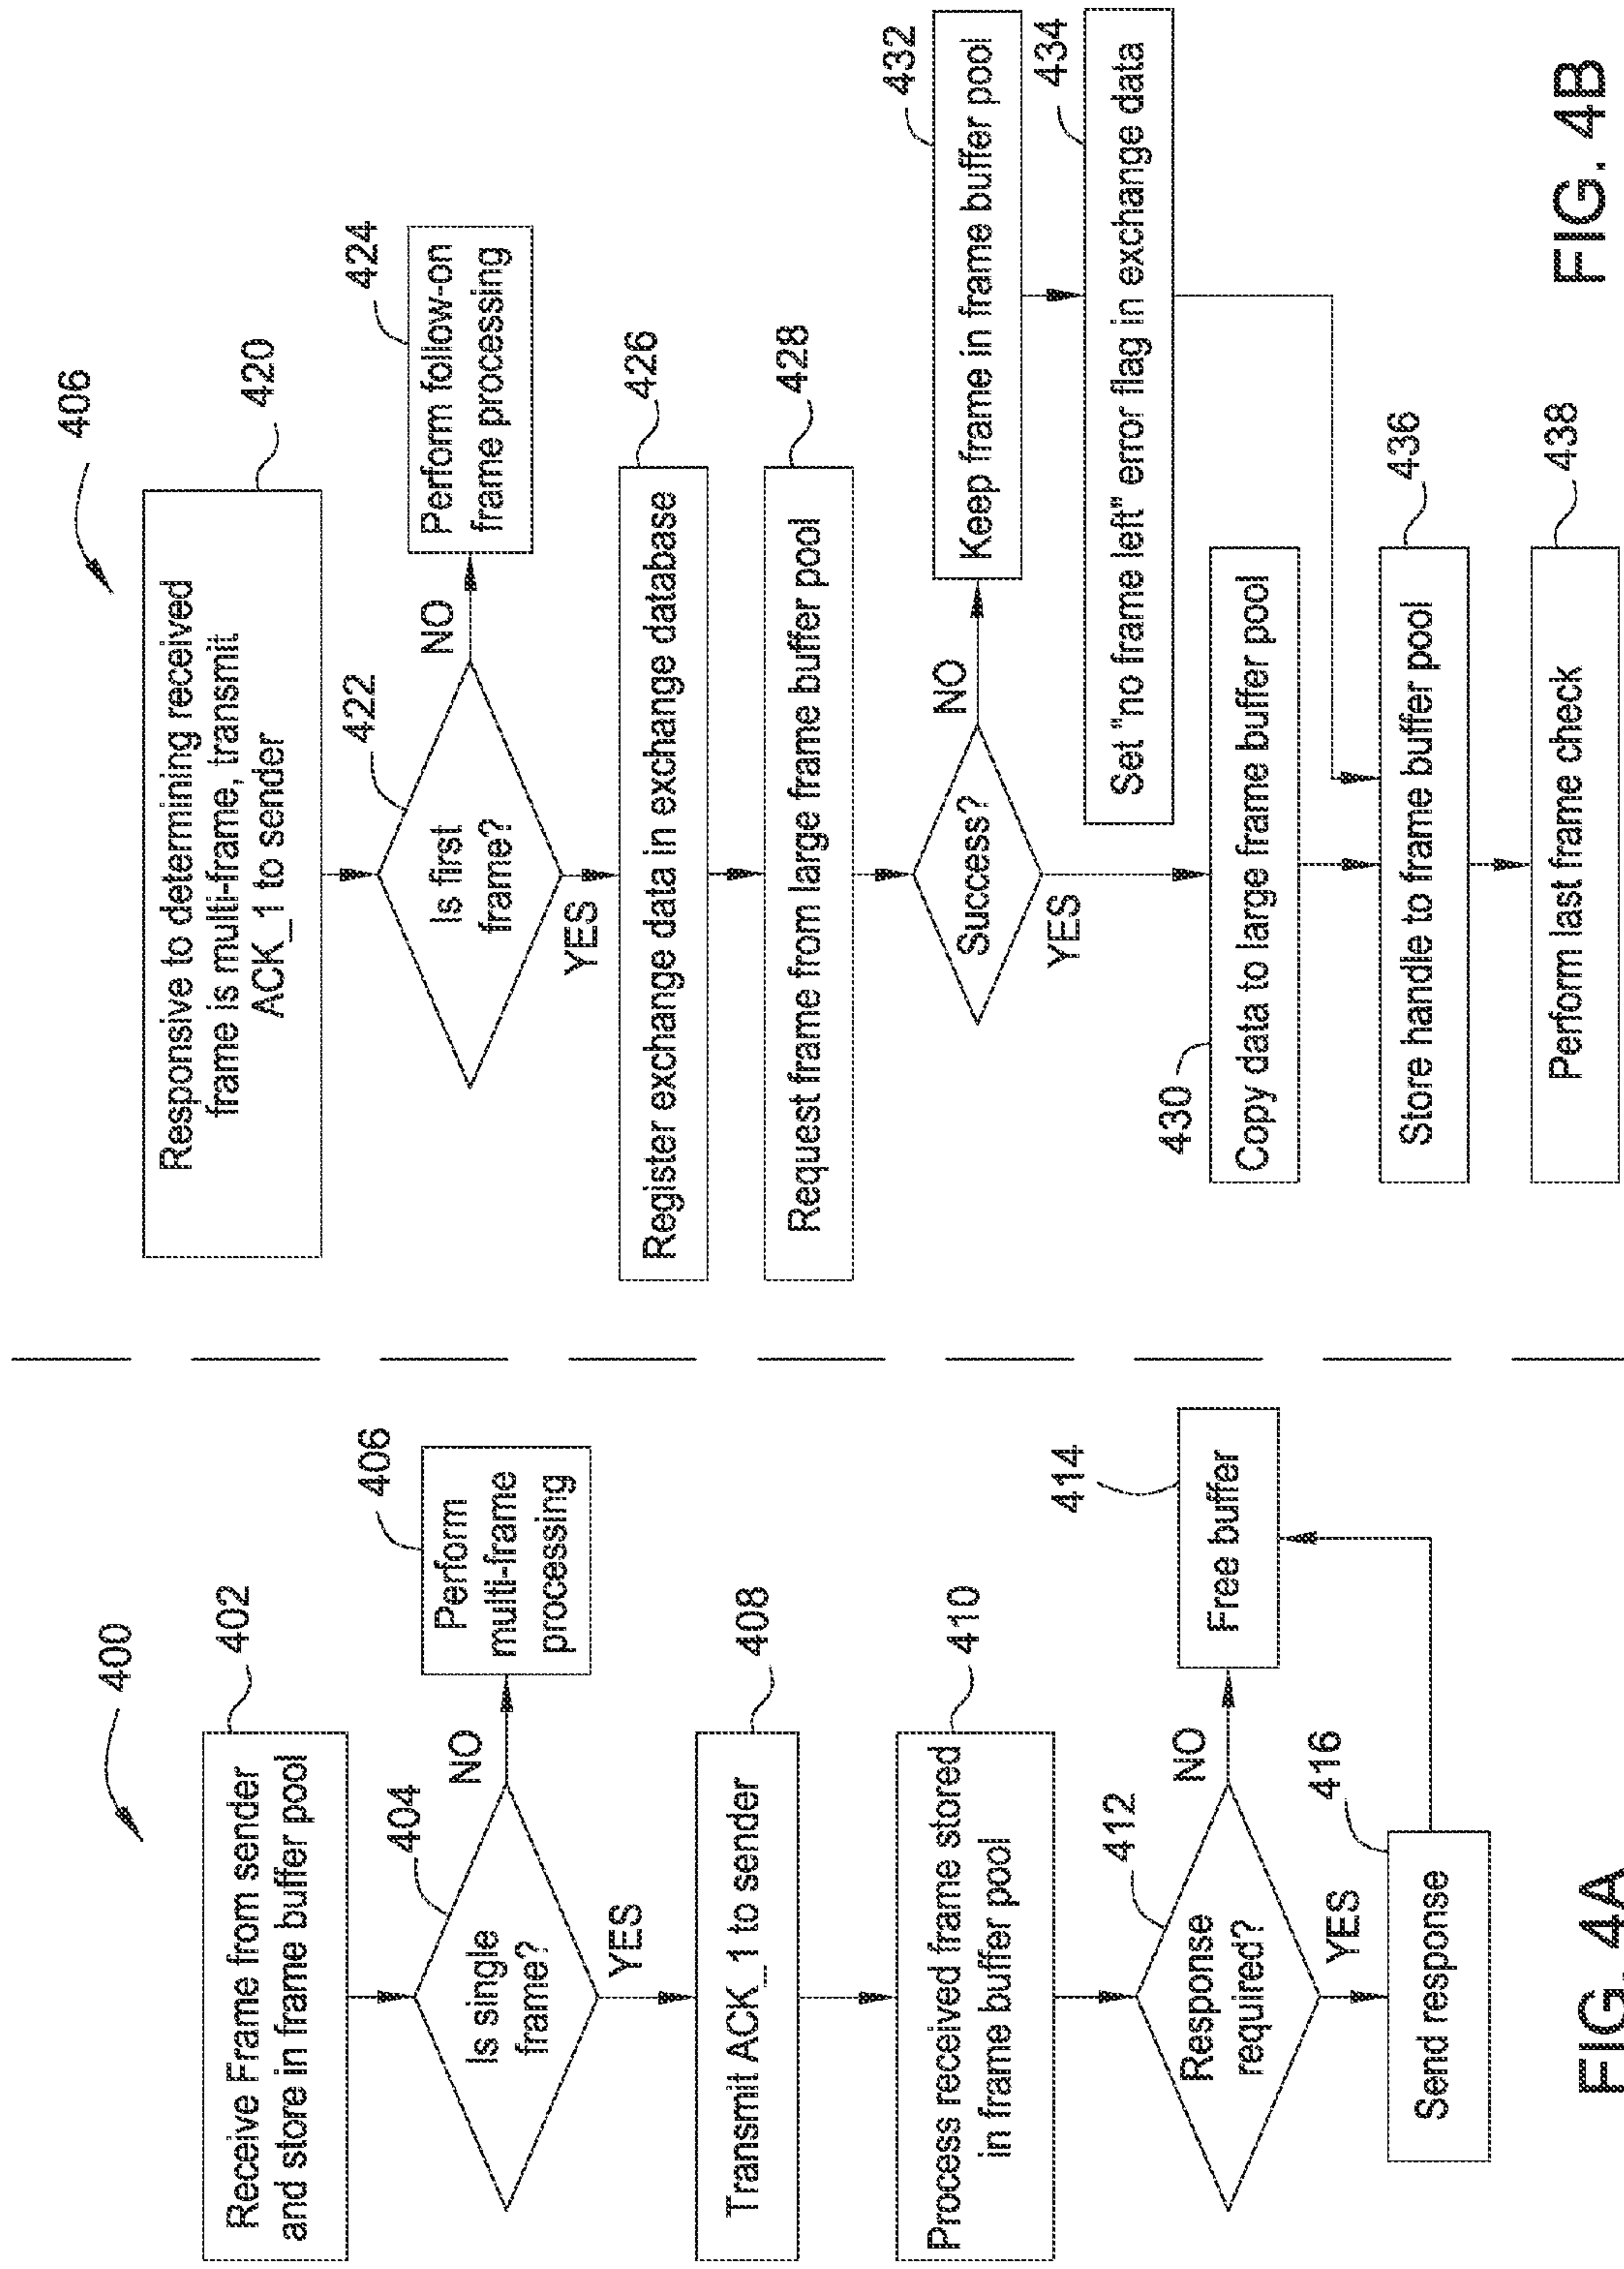 400
402
Receive Frame from sender
and store in frame buffer pool
404
Is single
frame?
NO
406
Perform
multi-frame
processing
YES
408
Transmit ACK_1 to sender
410
Process received frame stored
in frame buffer pool
412
Response
required?
NO
414
Free buffer
YES
416
Send response
FIG. 4A
406
420
Responsive to determining received
frame is multi-frame, transmit
ACK_1 to sender
422
Is first
frame?
NO
424
Perform follow-on
frame processing
YES
426
Register exchange data in exchange database
428
Request frame from large frame buffer pool
Success?
NO
432
Keep frame in frame buffer pool
434
Set "no frame left" error flag in exchange data
YES
430
Copy data to large frame buffer pool
436
Store handle to frame buffer pool
438
Perform last frame check
FIG. 4B